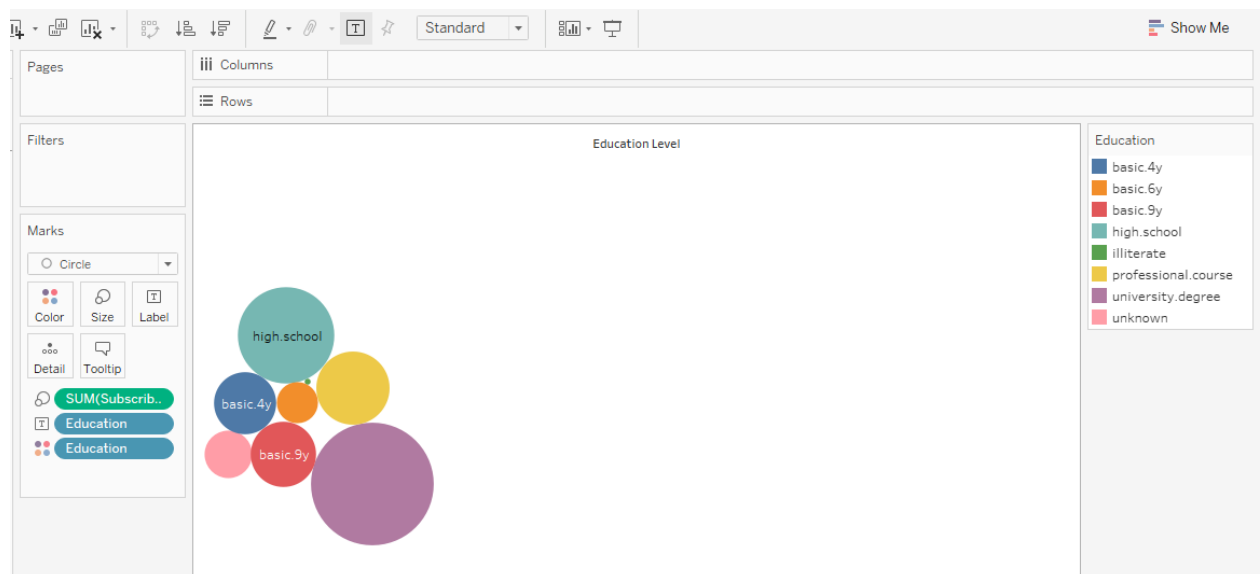 Standard
Show Me
Pages
Columns
Rows
Filters
Education Level
Education
basic.4y
basic.6y
basic.9y
high.school
illiterate
professional.course
university.degree
unknown
Marks
Circle
Color
Size
Label
Detail
Tooltip
SUM(Subscrib..
Education
Education
high.school
basic.4y
basic.9y